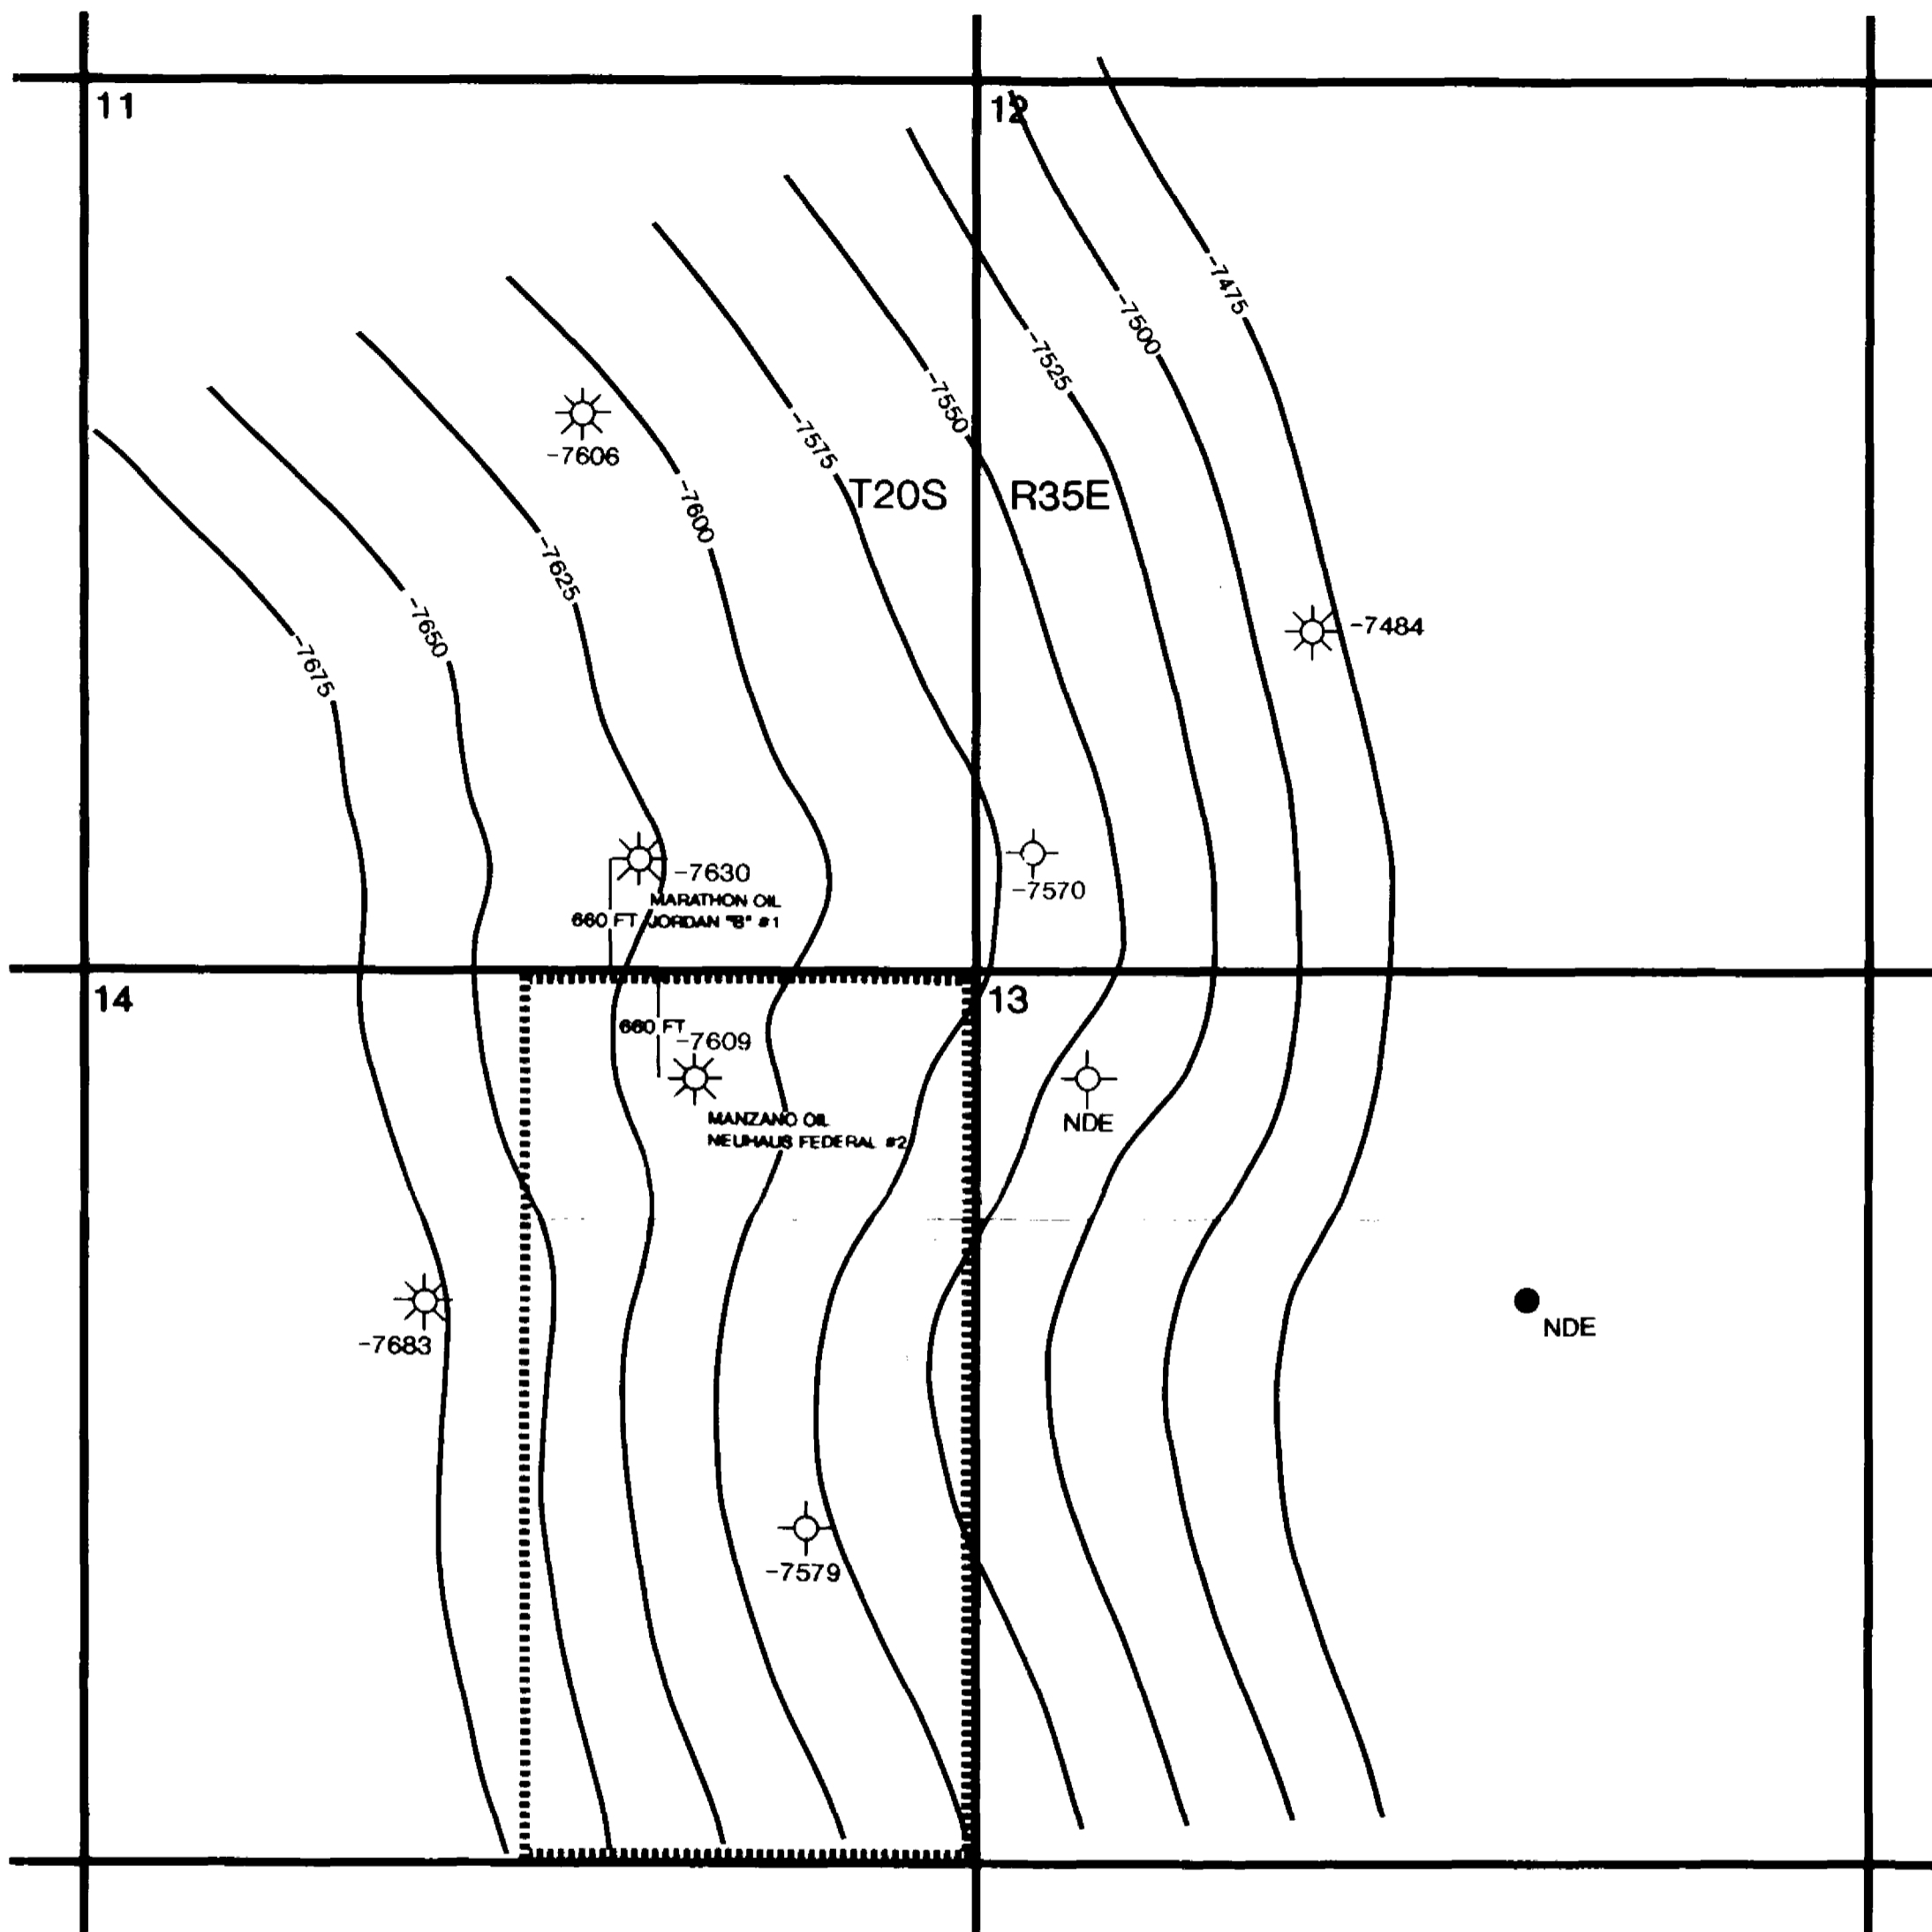 11
12
-7475
-7500
-7525
-7550
-7575
-7606
T20S R35E
-7600
-7625
-7650
-7484
-7675
-7630
-7570
MARATHON OIL
660 FT JORDAN "B" #1
14
13
660 FT
-7609
MANZANO OIL
NEUHAUS FEDERAL #2
NDE
-7683
NDE
-7579